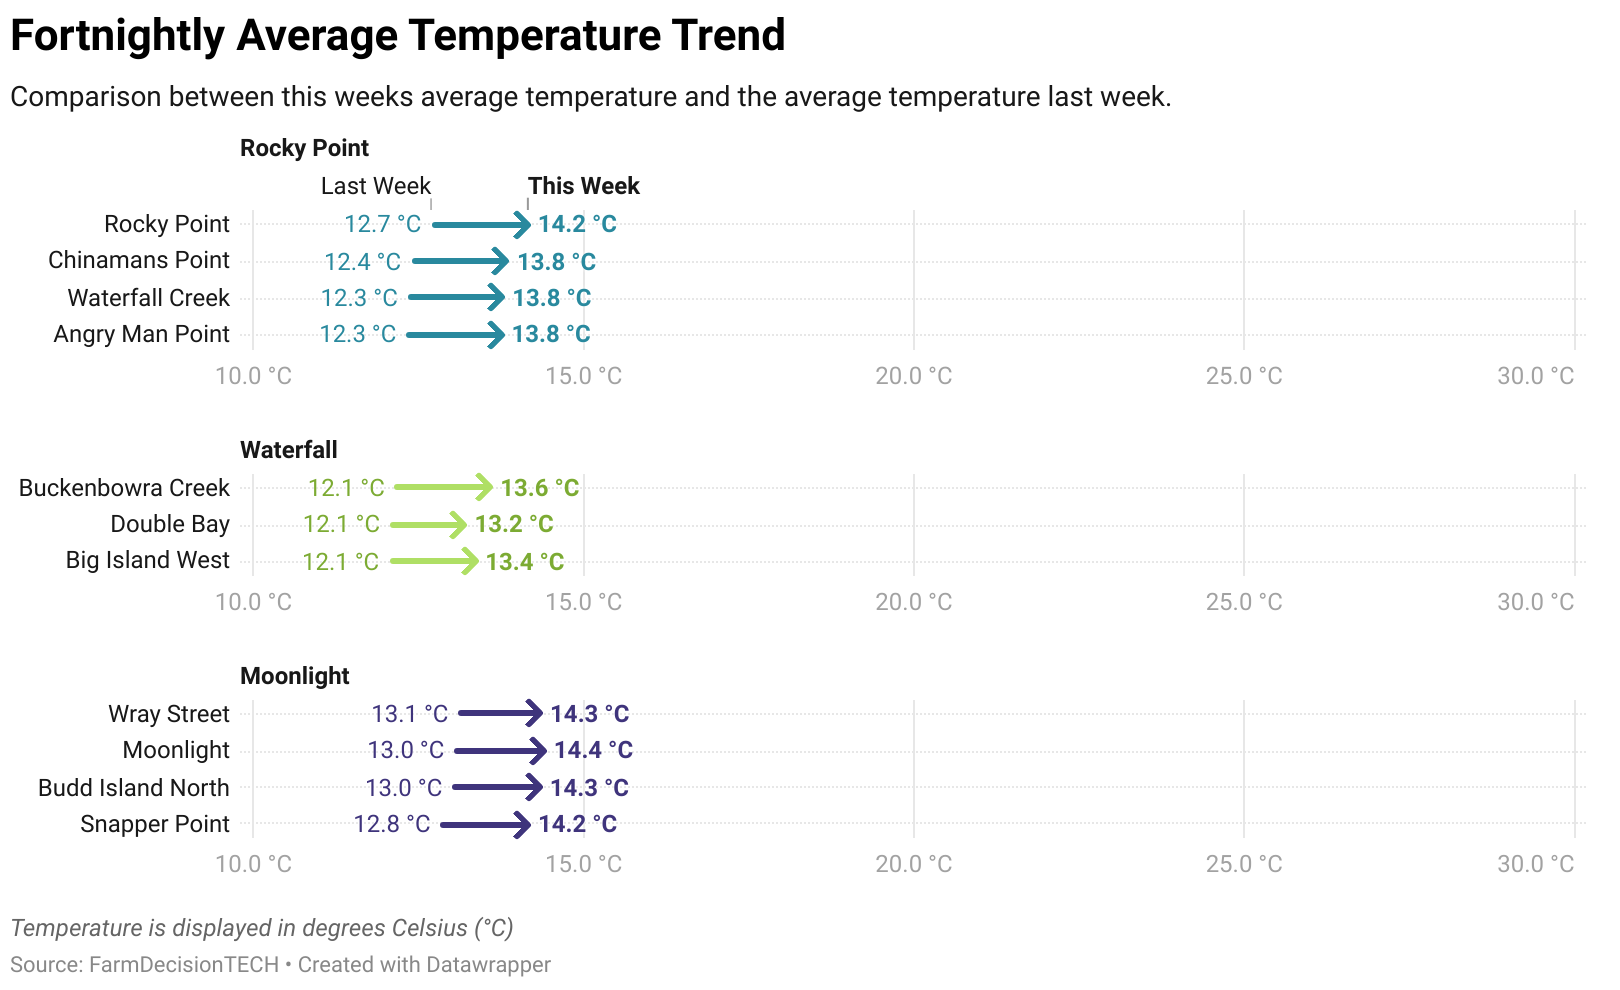 Fortnightly Average Temperature Trend
Comparison between this weeks average temperature and the average temperature last week.
Rocky Point
Last Week This Week
Rocky Point 12.7 °C 14.2 °C
Chinamans Point 12.4 °C 13.8 °C
Waterfall Creek 12.3 °C 13.8 °C
Angry Man Point 12.3 °C 13.8 °C
10.0 °C 15.0 °C 20.0 °C 25.0 °C 30.0 °C
Waterfall
Buckenbowra Creek 12.1 °C 13.6 °C
Double Bay 12.1 °C 13.2 °C
Big Island West 12.1 °C 13.4 °C
10.0 °C 15.0 °C 20.0 °C 25.0 °C 30.0 °C
Moonlight
Wray Street 13.1 °C 14.3 °C
Moonlight 13.0 °C 14.4 °C
Budd Island North 13.0 °C 14.3 °C
Snapper Point 12.8 °C 14.2 °C
10.0 °C 15.0 °C 20.0 °C 25.0 °C 30.0 °C
Temperature is displayed in degrees Celsius (°C)
Source: FarmDecisionTECH • Created with Datawrapper